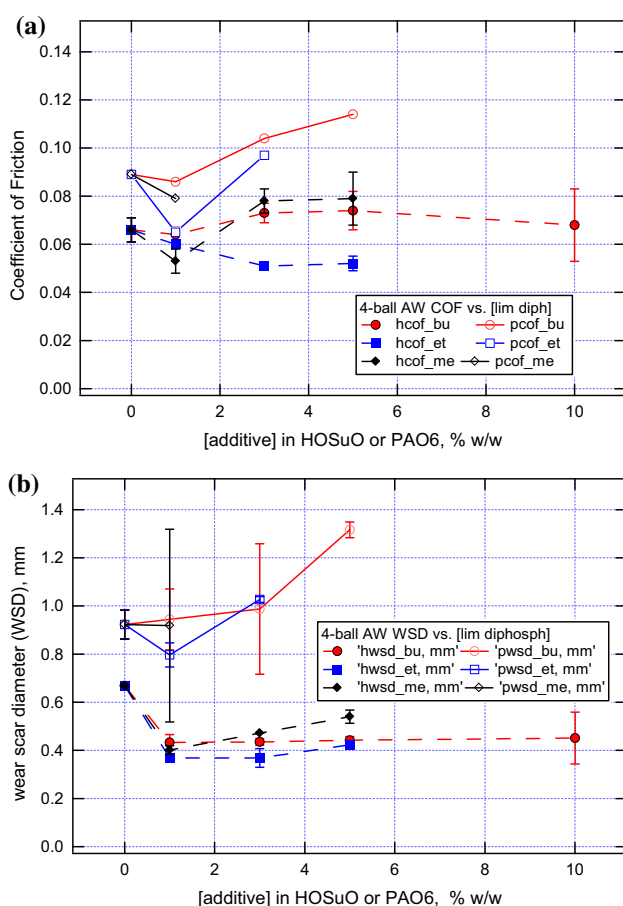 (a)
0.14
0.12
0.10
0.08
0.06
0.04
0.02
0.00
Coefficient of Friction
4-ball AW COF vs. [lim diph]
hcof_bu pcof_bu
hcof_et pcof_et
hcof_me pcof_me
0 2 4 6 8 10
[additive] in HOSuO or PAO6, % w/w
(b)
1.4
1.2
1.0
0.8
0.6
0.4
0.2
0.0
wear scar diameter (WSD), mm
4-ball AW WSD vs. [lim diphosph]
'hwsd_bu, mm' 'pwsd_bu, mm'
'hwsd_et, mm' 'pwsd_et, mm'
'hwsd_me, mm' 'pwsd_me, mm'
0 2 4 6 8 10
[additive] in HOSuO or PAO6, % w/w